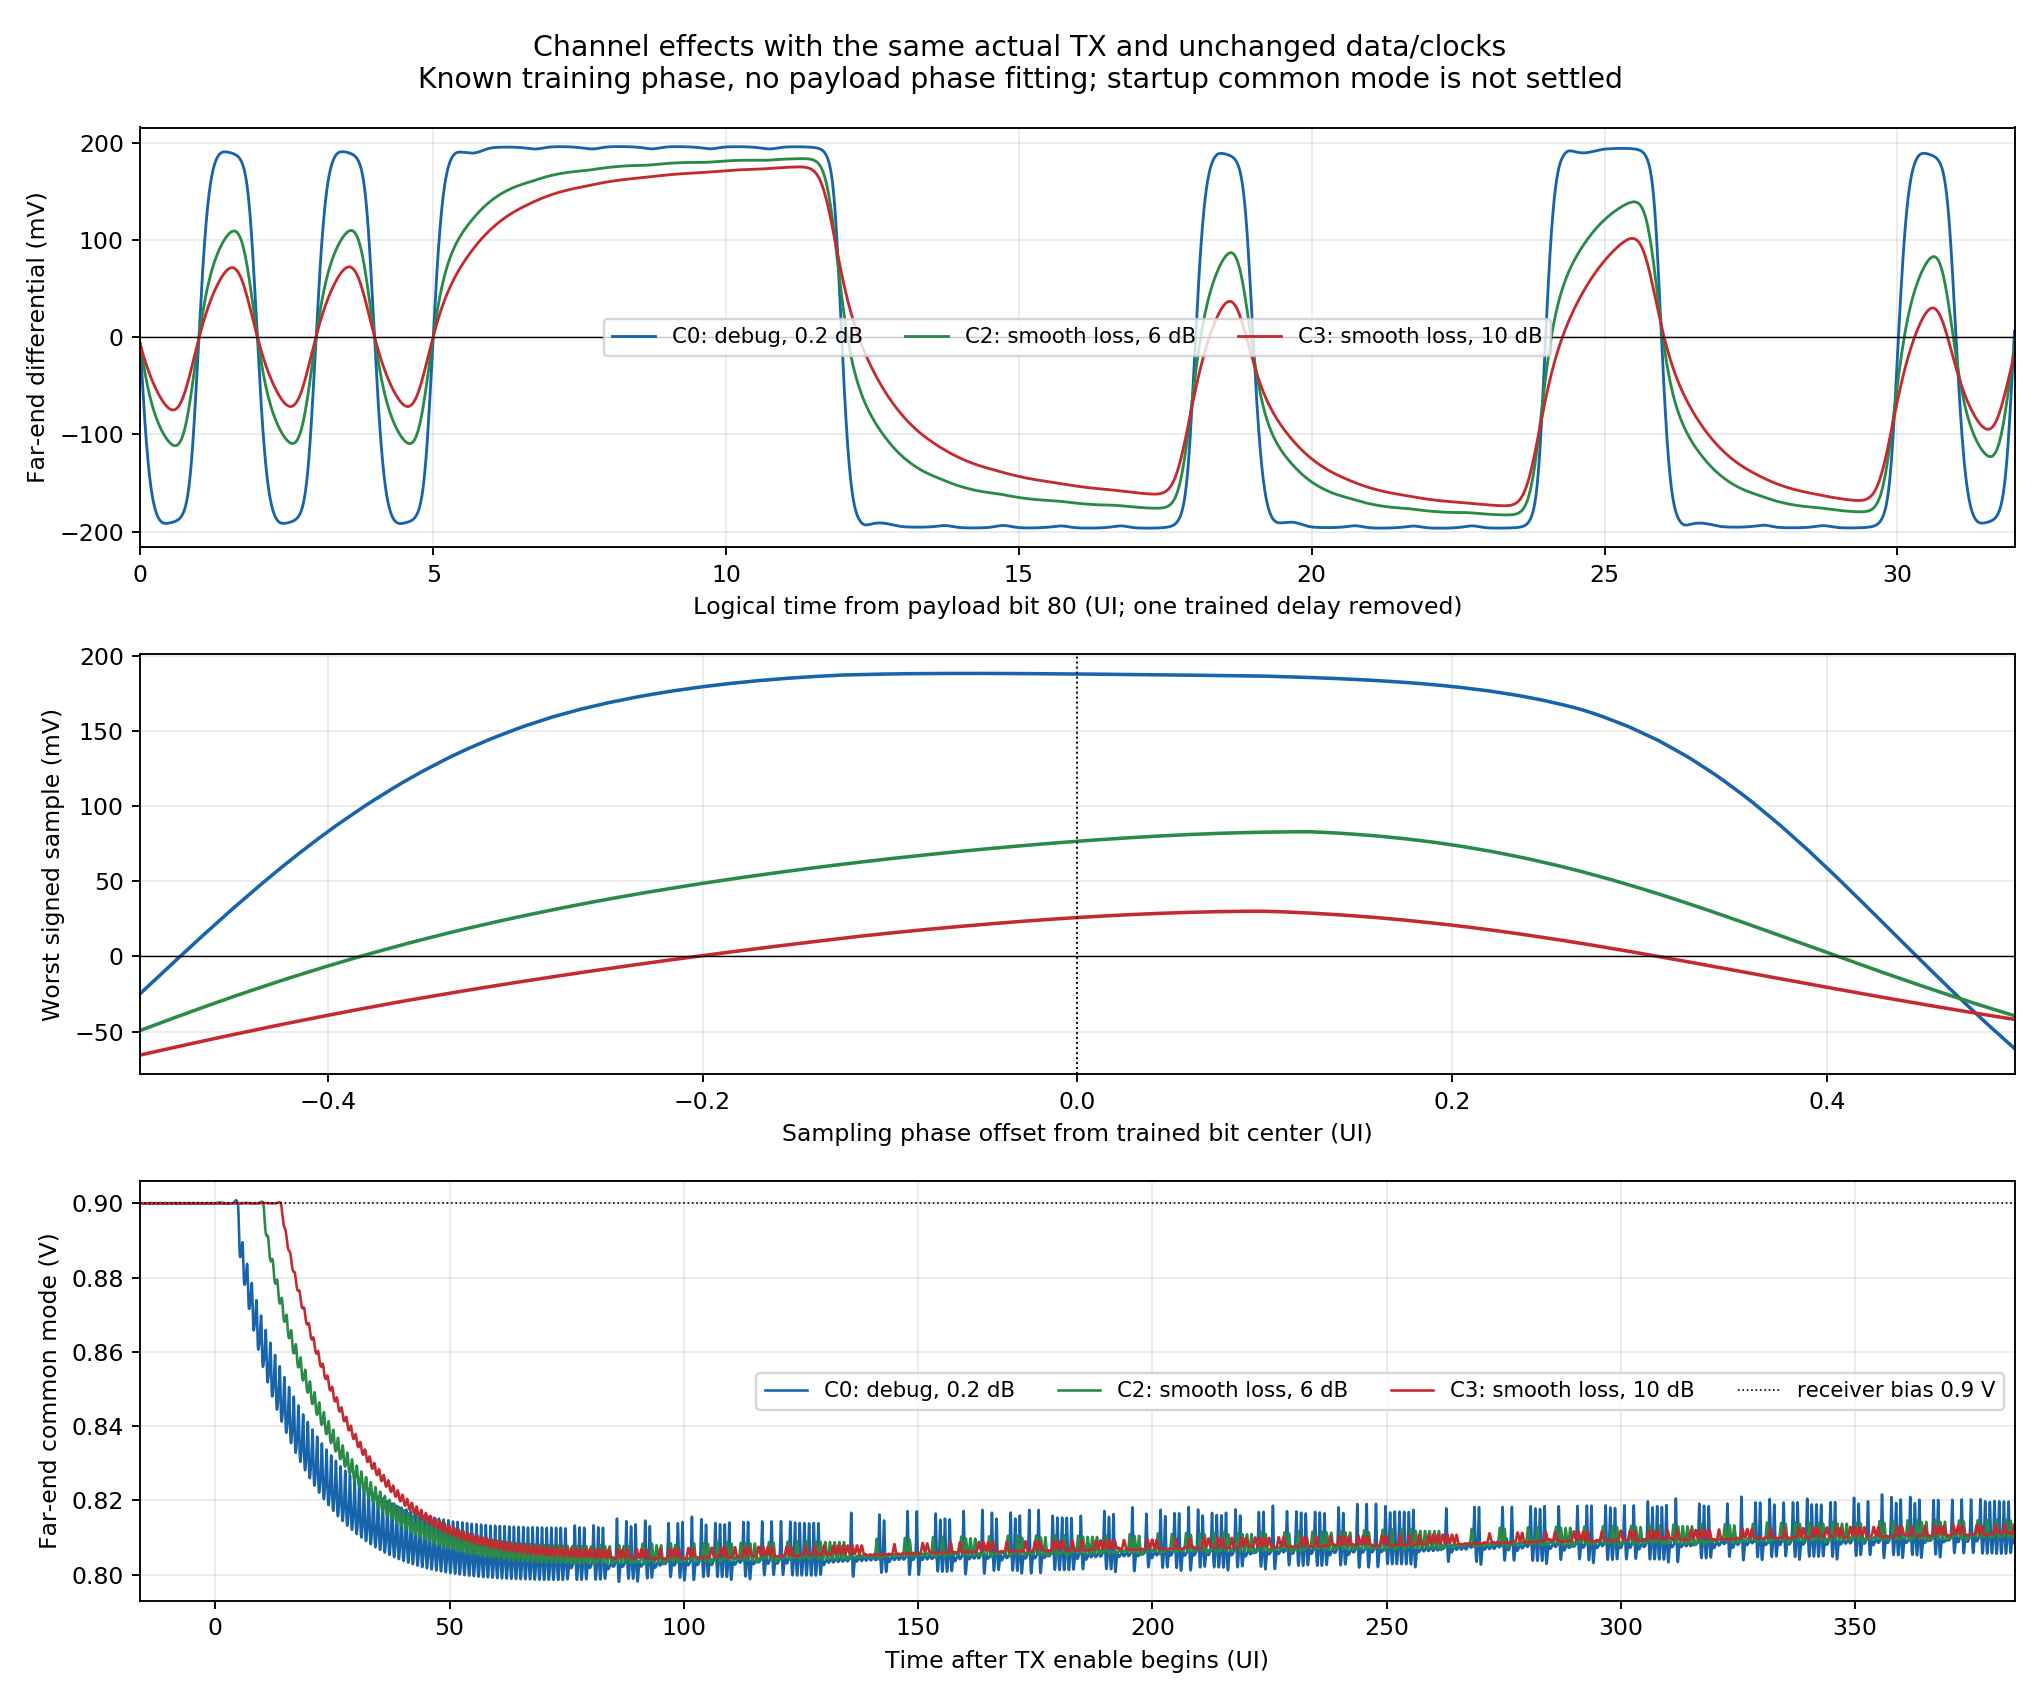 Channel effects with the same actual TX and unchanged data/clocks
Known training phase, no payload phase fitting; startup common mode is not settled
Far-end differential (mV)
200
100
0
−100
−200
C0: debug, 0.2 dB
C2: smooth loss, 6 dB
C3: smooth loss, 10 dB
0 5 10 15 20 25 30
Logical time from payload bit 80 (UI; one trained delay removed)
Worst signed sample (mV)
200
150
100
50
0
−50
−0.4 −0.2 0.0 0.2 0.4
Sampling phase offset from trained bit center (UI)
Far-end common mode (V)
0.90
0.88
0.86
0.84
0.82
0.80
C0: debug, 0.2 dB
C2: smooth loss, 6 dB
C3: smooth loss, 10 dB
receiver bias 0.9 V
0 50 100 150 200 250 300 350
Time after TX enable begins (UI)